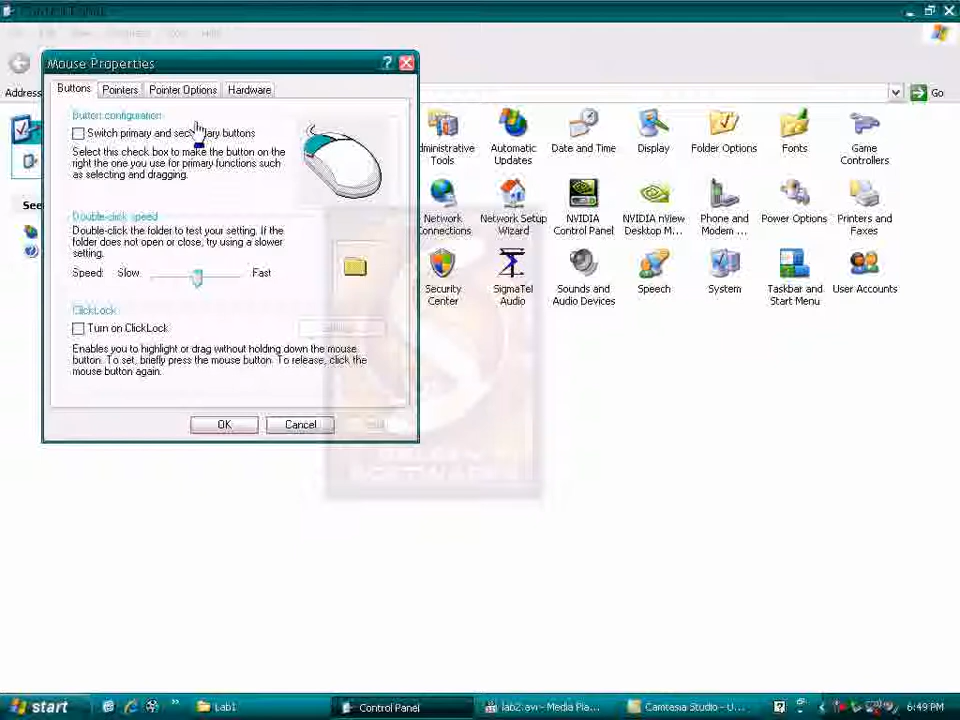 Mouse Properties
Address
Go
Buttons
Pointers
Pointer Options
Hardware
Button configuration
Switch primary and secondary buttons
Select this check box to make the button on the
right the one you use for primary functions such
as selecting and dragging.
Double-click speed
Double-click the folder to test your setting. If the
folder does not open or close, try using a slower
setting.
Speed: Slow
Fast
ClickLock
Turn on ClickLock
Enables you to highlight or drag without holding down the mouse
button. To set, briefly press the mouse button. To release, click the
mouse button again.
OK
Cancel
See
dministrative
Tools
Automatic
Updates
Date and Time
Display
Folder Options
Fonts
Game
Controllers
Network
Connections
Network Setup
Wizard
NVIDIA
Control Panel
NVIDIA nView
Desktop M...
Phone and
Modem ...
Power Options
Printers and
Faxes
Security
Center
SigmaTel
Audio
Sounds and
Audio Devices
Speech
System
Taskbar and
Start Menu
User Accounts
start
Lab1
Control Panel
lab2.avi - Media Pla...
Camtasia Studio - U...
6:49 PM